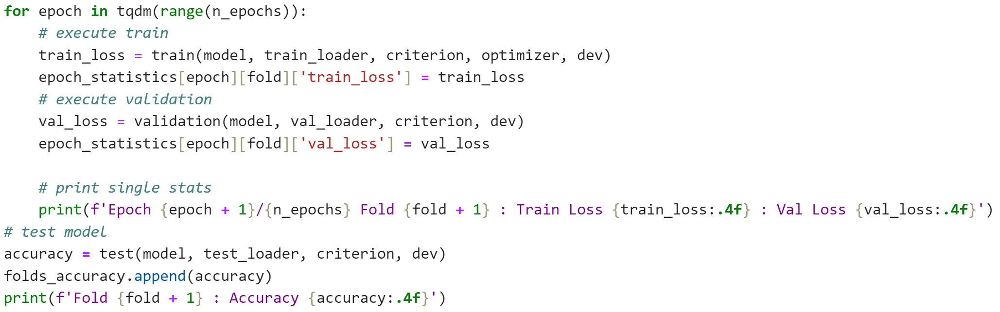 for epoch in tqdm(range(n_epochs)):
    # execute train
    train_loss = train(model, train_loader, criterion, optimizer, dev)
    epoch_statistics[epoch][fold]['train_loss'] = train_loss
    # execute validation
    val_loss = validation(model, val_loader, criterion, dev)
    epoch_statistics[epoch][fold]['val_loss'] = val_loss

    # print single stats
    print(f'Epoch {epoch + 1}/{n_epochs} Fold {fold + 1} : Train Loss {train_loss:.4f} : Val Loss {val_loss:.4f}')
# test model
accuracy = test(model, test_loader, criterion, dev)
folds_accuracy.append(accuracy)
print(f'Fold {fold + 1} : Accuracy {accuracy:.4f}')